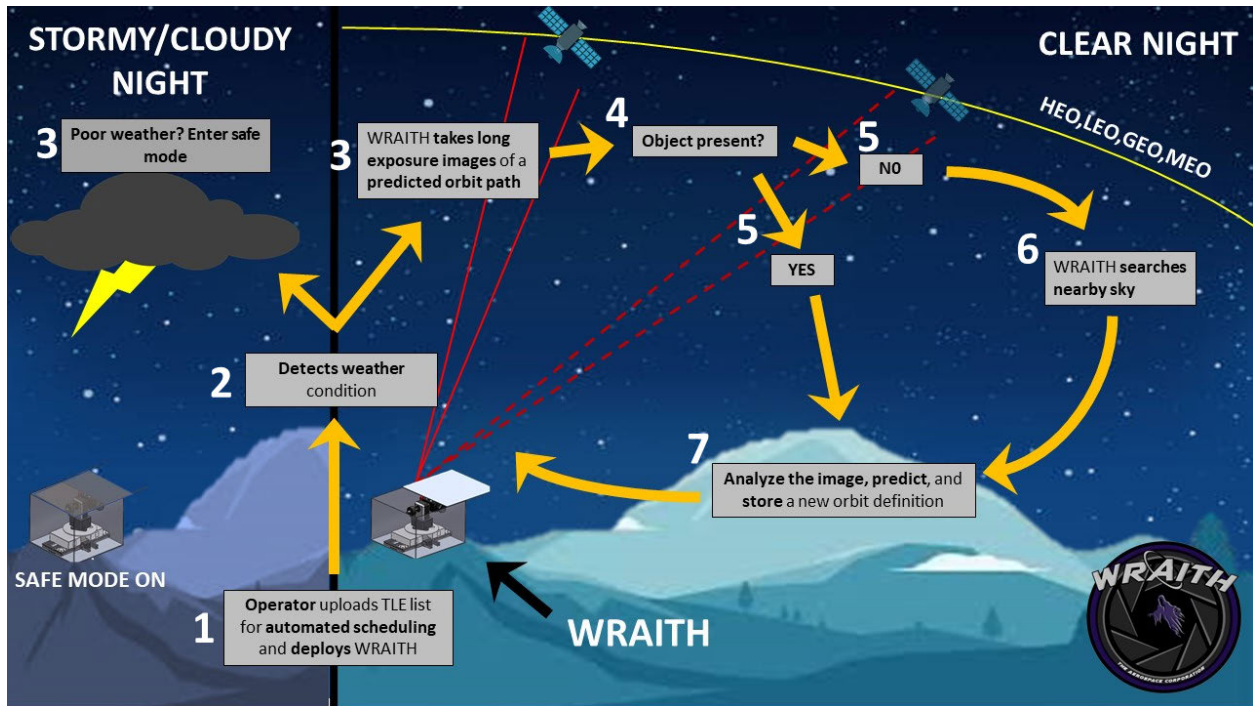 STORMY/CLOUDY
NIGHT
CLEAR NIGHT
3
Poor weather? Enter safe
mode
3
WRAITH takes long
exposure images of a
predicted orbit path
4
Object present?
5
N0
HEO,LEO,GEO,MEO
5
YES
6
WRAITH searches
nearby sky
2
Detects weather
condition
7
Analyze the image, predict, and
store a new orbit definition
SAFE MODE ON
1
Operator uploads TLE list
for automated scheduling
and deploys WRAITH
WRAITH
WRAITH
THE AEROSPACE CORPORATION